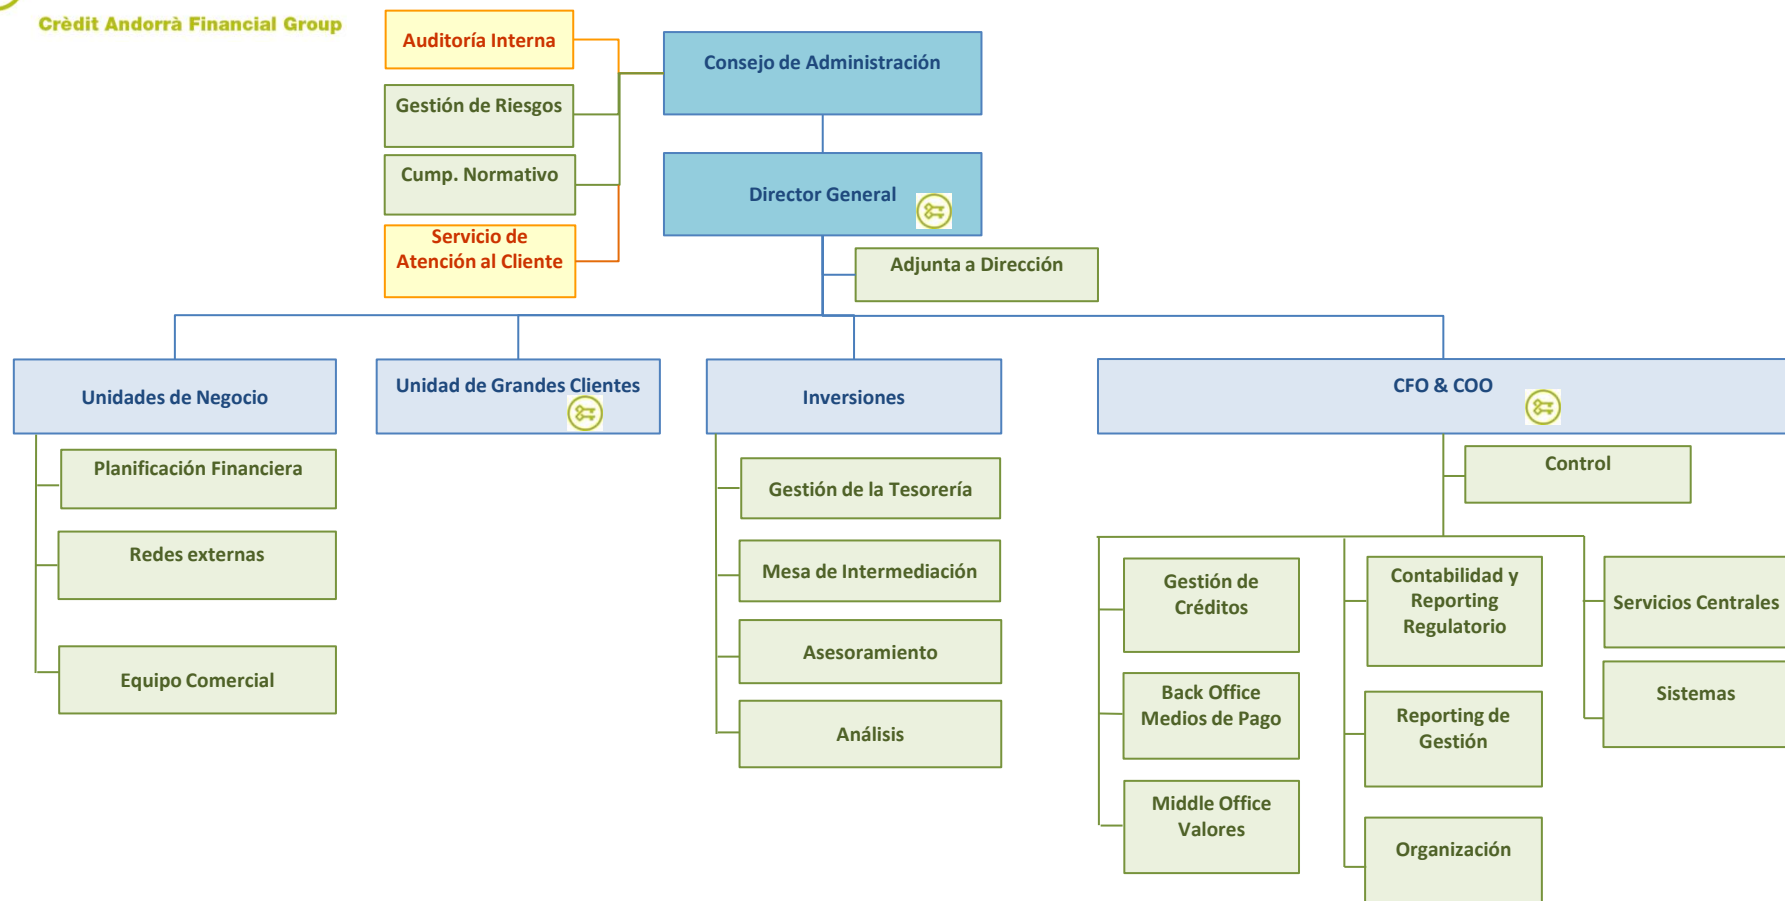 Crèdit Andorrà Financial Group
Auditoría Interna
Consejo de Administración
Gestión de Riesgos
Cump. Normativo
Director General
Servicio de
Atención al Cliente
Adjunta a Dirección
Unidades de Negocio
Unidad de Grandes Clientes
Inversiones
CFO & COO
Planificación Financiera
Redes externas
Equipo Comercial
Gestión de la Tesorería
Mesa de Intermediación
Asesoramiento
Análisis
Control
Gestión de
Créditos
Back Office
Medios de Pago
Middle Office
Valores
Contabilidad y
Reporting
Regulatorio
Reporting de
Gestión
Organización
Servicios Centrales
Sistemas